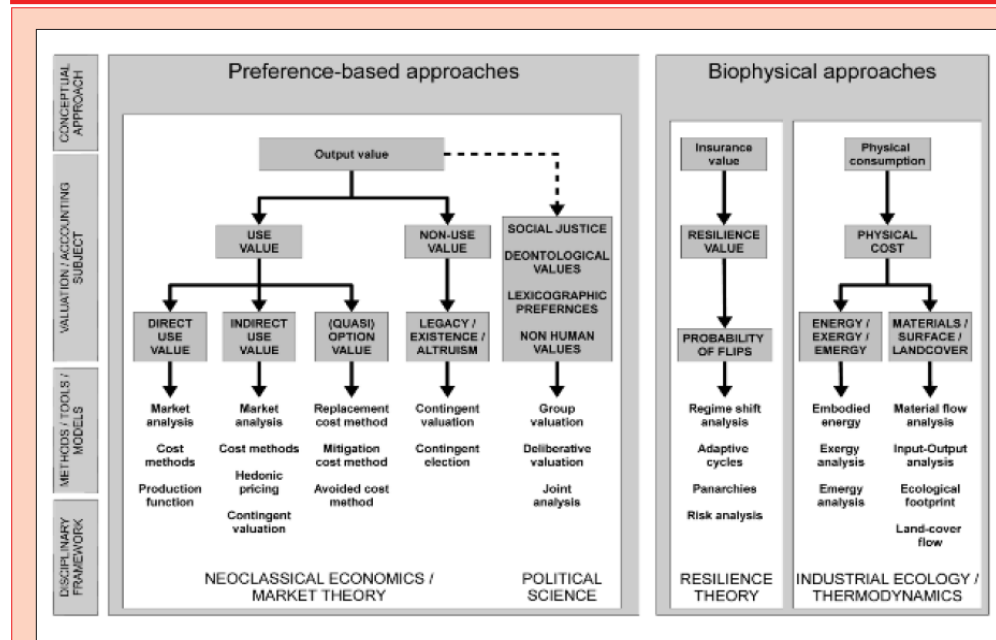 CONCEPTUAL
APPROACH
VALUATION / ACCOUNTING
SUBJECT
METHODS / TOOLS /
MODELS
DISCIPLINARY
FRAMEWORK
Preference-based approaches
Output value
USE
VALUE
NON-USE
VALUE
SOCIAL JUSTICE
DEONTOLOGICAL
VALUES
LEXICOGRAPHIC
PREFERNCES
NON HUMAN
VALUES
DIRECT
USE
VALUE
INDIRECT
USE
VALUE
(QUASI)
OPTION
VALUE
LEGACY /
EXISTENCE /
ALTRUISM
Market
analysis
Cost
methods
Production
function
Market
analysis
Cost methods
Hedonic
pricing
Contingent
valuation
Replacement
cost method
Mitigation
cost method
Avoided cost
method
Contingent
valuation
Contingent
election
Group
valuation
Deliberative
valuation
Joint
analysis
NEOCLASSICAL ECONOMICS /
MARKET THEORY
POLITICAL
SCIENCE
Biophysical approaches
Insurance
value
RESILIENCE
VALUE
PROBABILITY
OF FLIPS
Regime shift
analysis
Adaptive
cycles
Panarchies
Risk analysis
RESILIENCE
THEORY
Physical
consumption
PHYSICAL
COST
ENERGY /
EXERGY /
EMERGY
MATERIALS /
SURFACE /
LANDCOVER
Embodied
energy
Exergy
analysis
Emergy
analysis
Material flow
analysis
Input-Output
analysis
Ecological
footprint
Land-cover
flow
INDUSTRIAL ECOLOGY /
THERMODYNAMICS